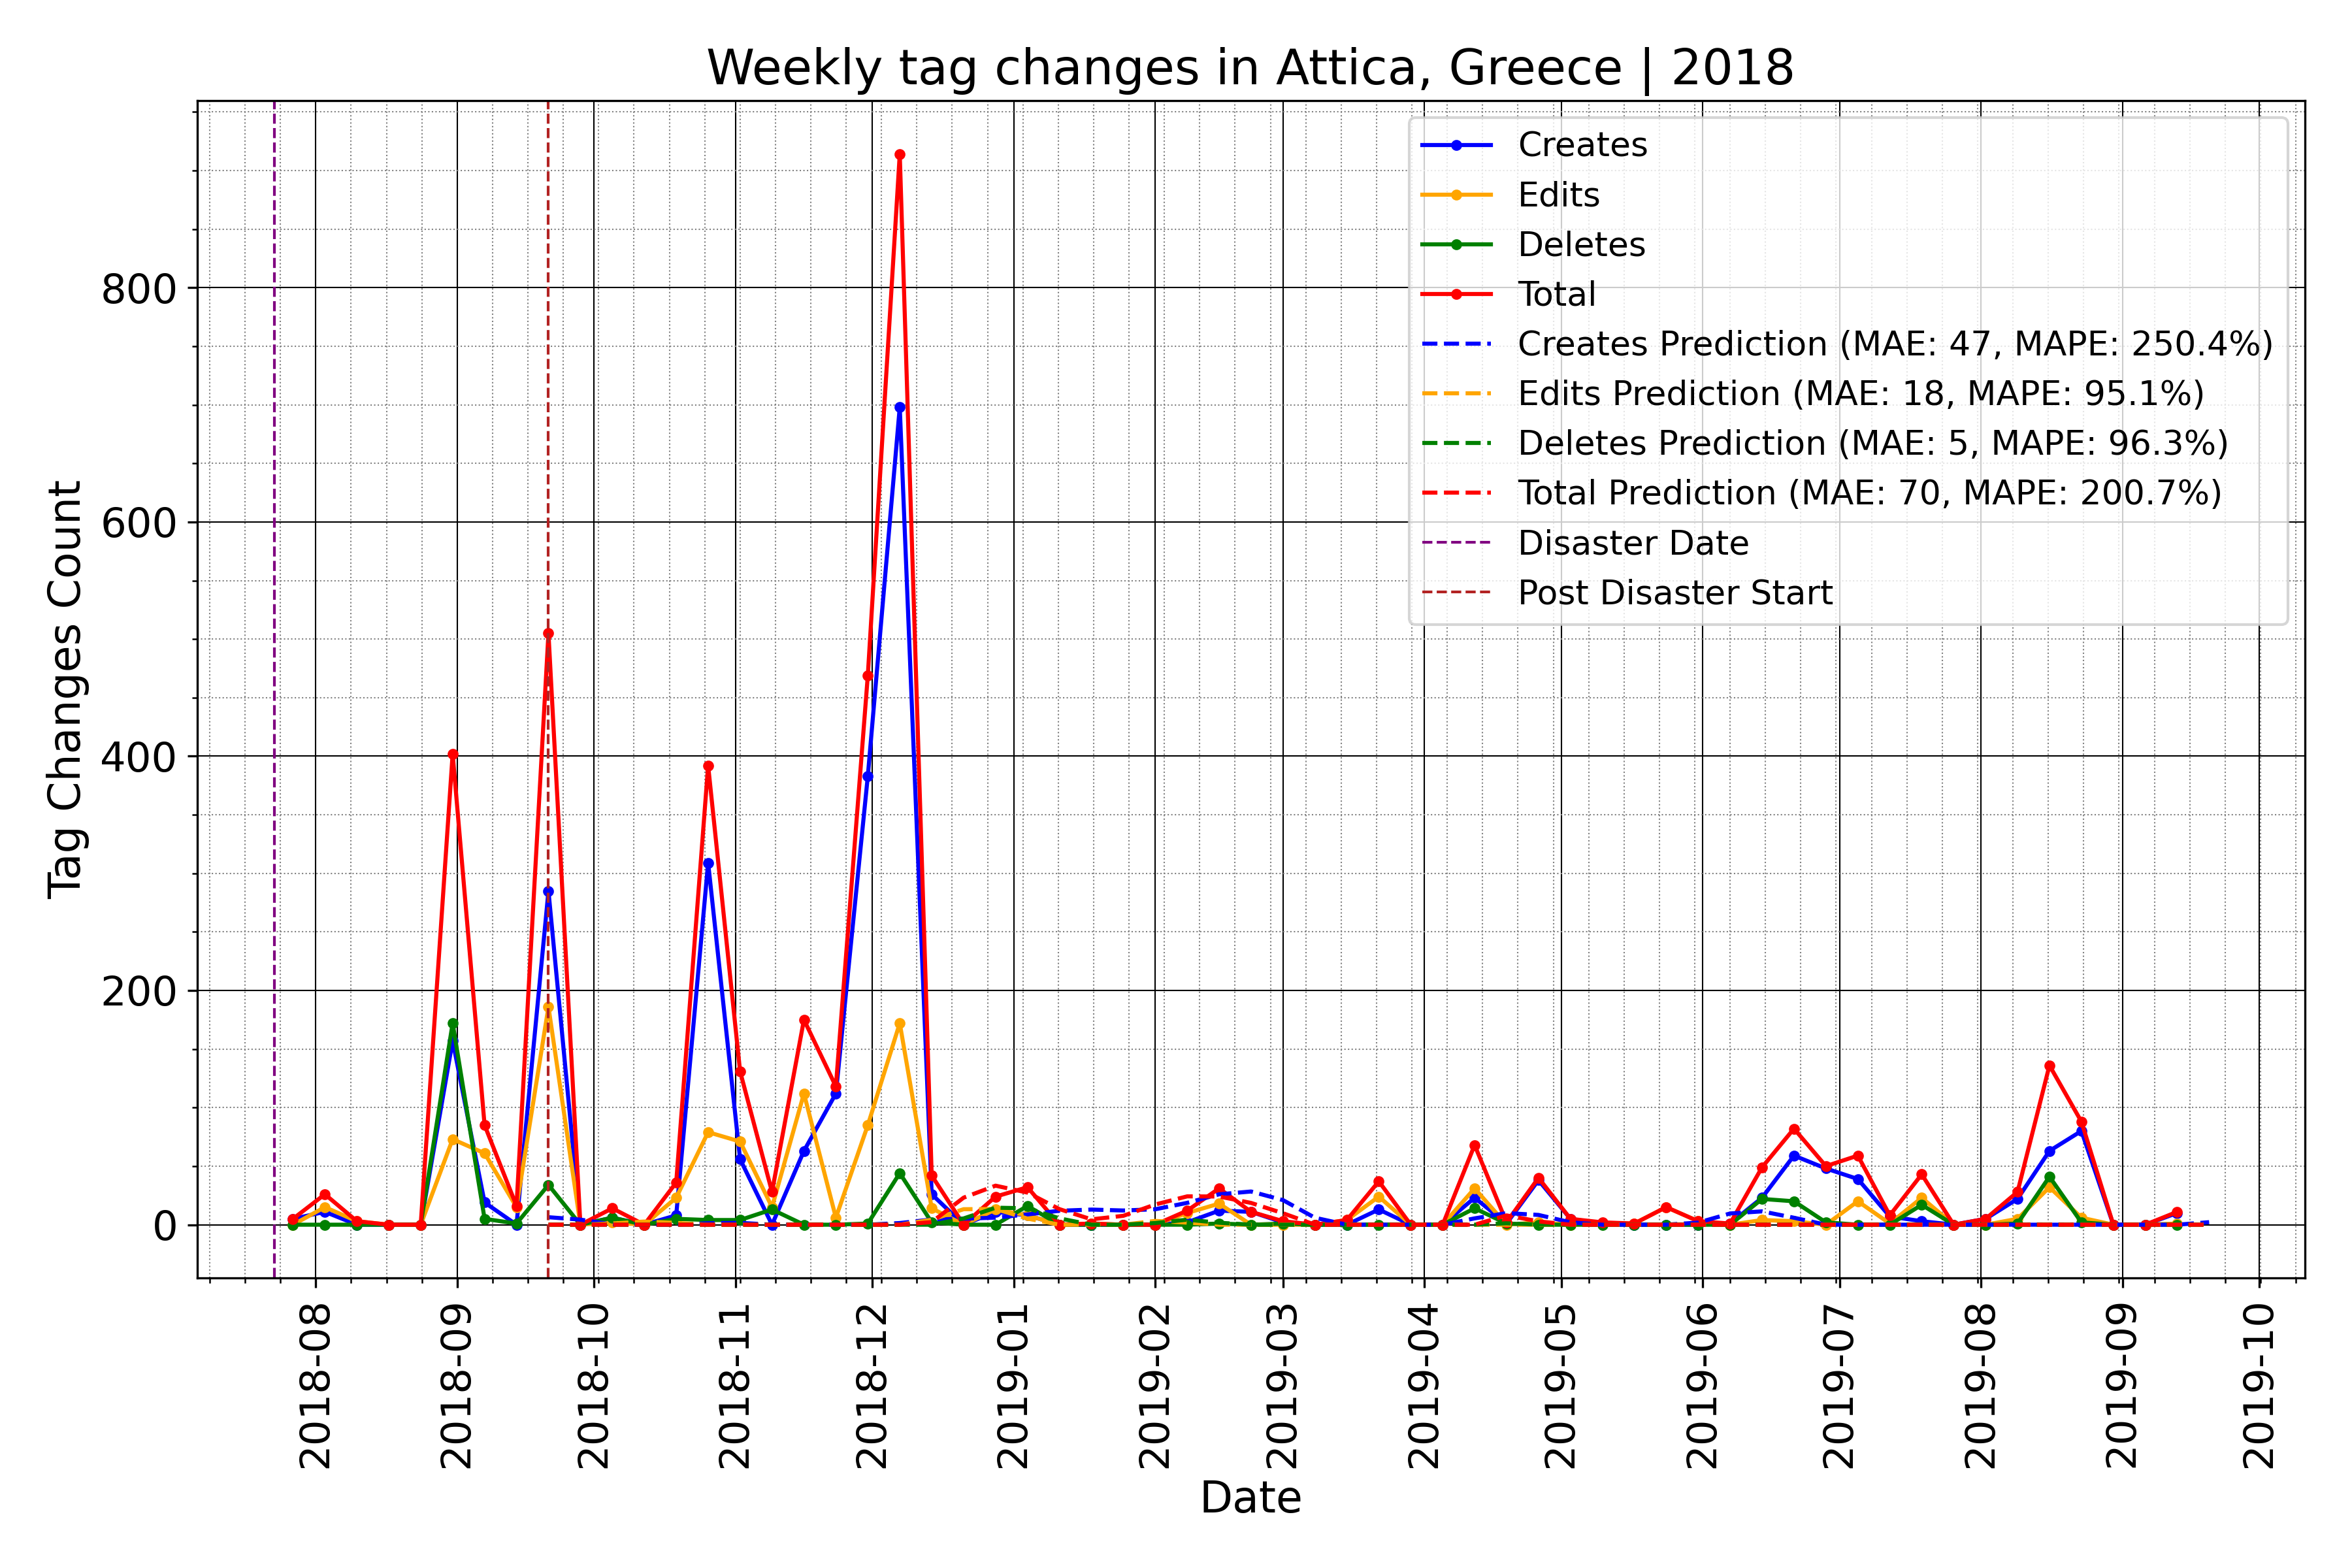 Weekly tag changes in Attica, Greece | 2018
Creates
Edits
Deletes
Total
Creates Prediction (MAE: 47, MAPE: 250.4%)
Edits Prediction (MAE: 18, MAPE: 95.1%)
Deletes Prediction (MAE: 5, MAPE: 96.3%)
Total Prediction (MAE: 70, MAPE: 200.7%)
Disaster Date
Post Disaster Start
Tag Changes Count
800
600
400
200
0
2018-08
2018-09
2018-10
2018-11
2018-12
2019-01
2019-02
2019-03
2019-04
2019-05
2019-06
2019-07
2019-08
2019-09
2019-10
Date